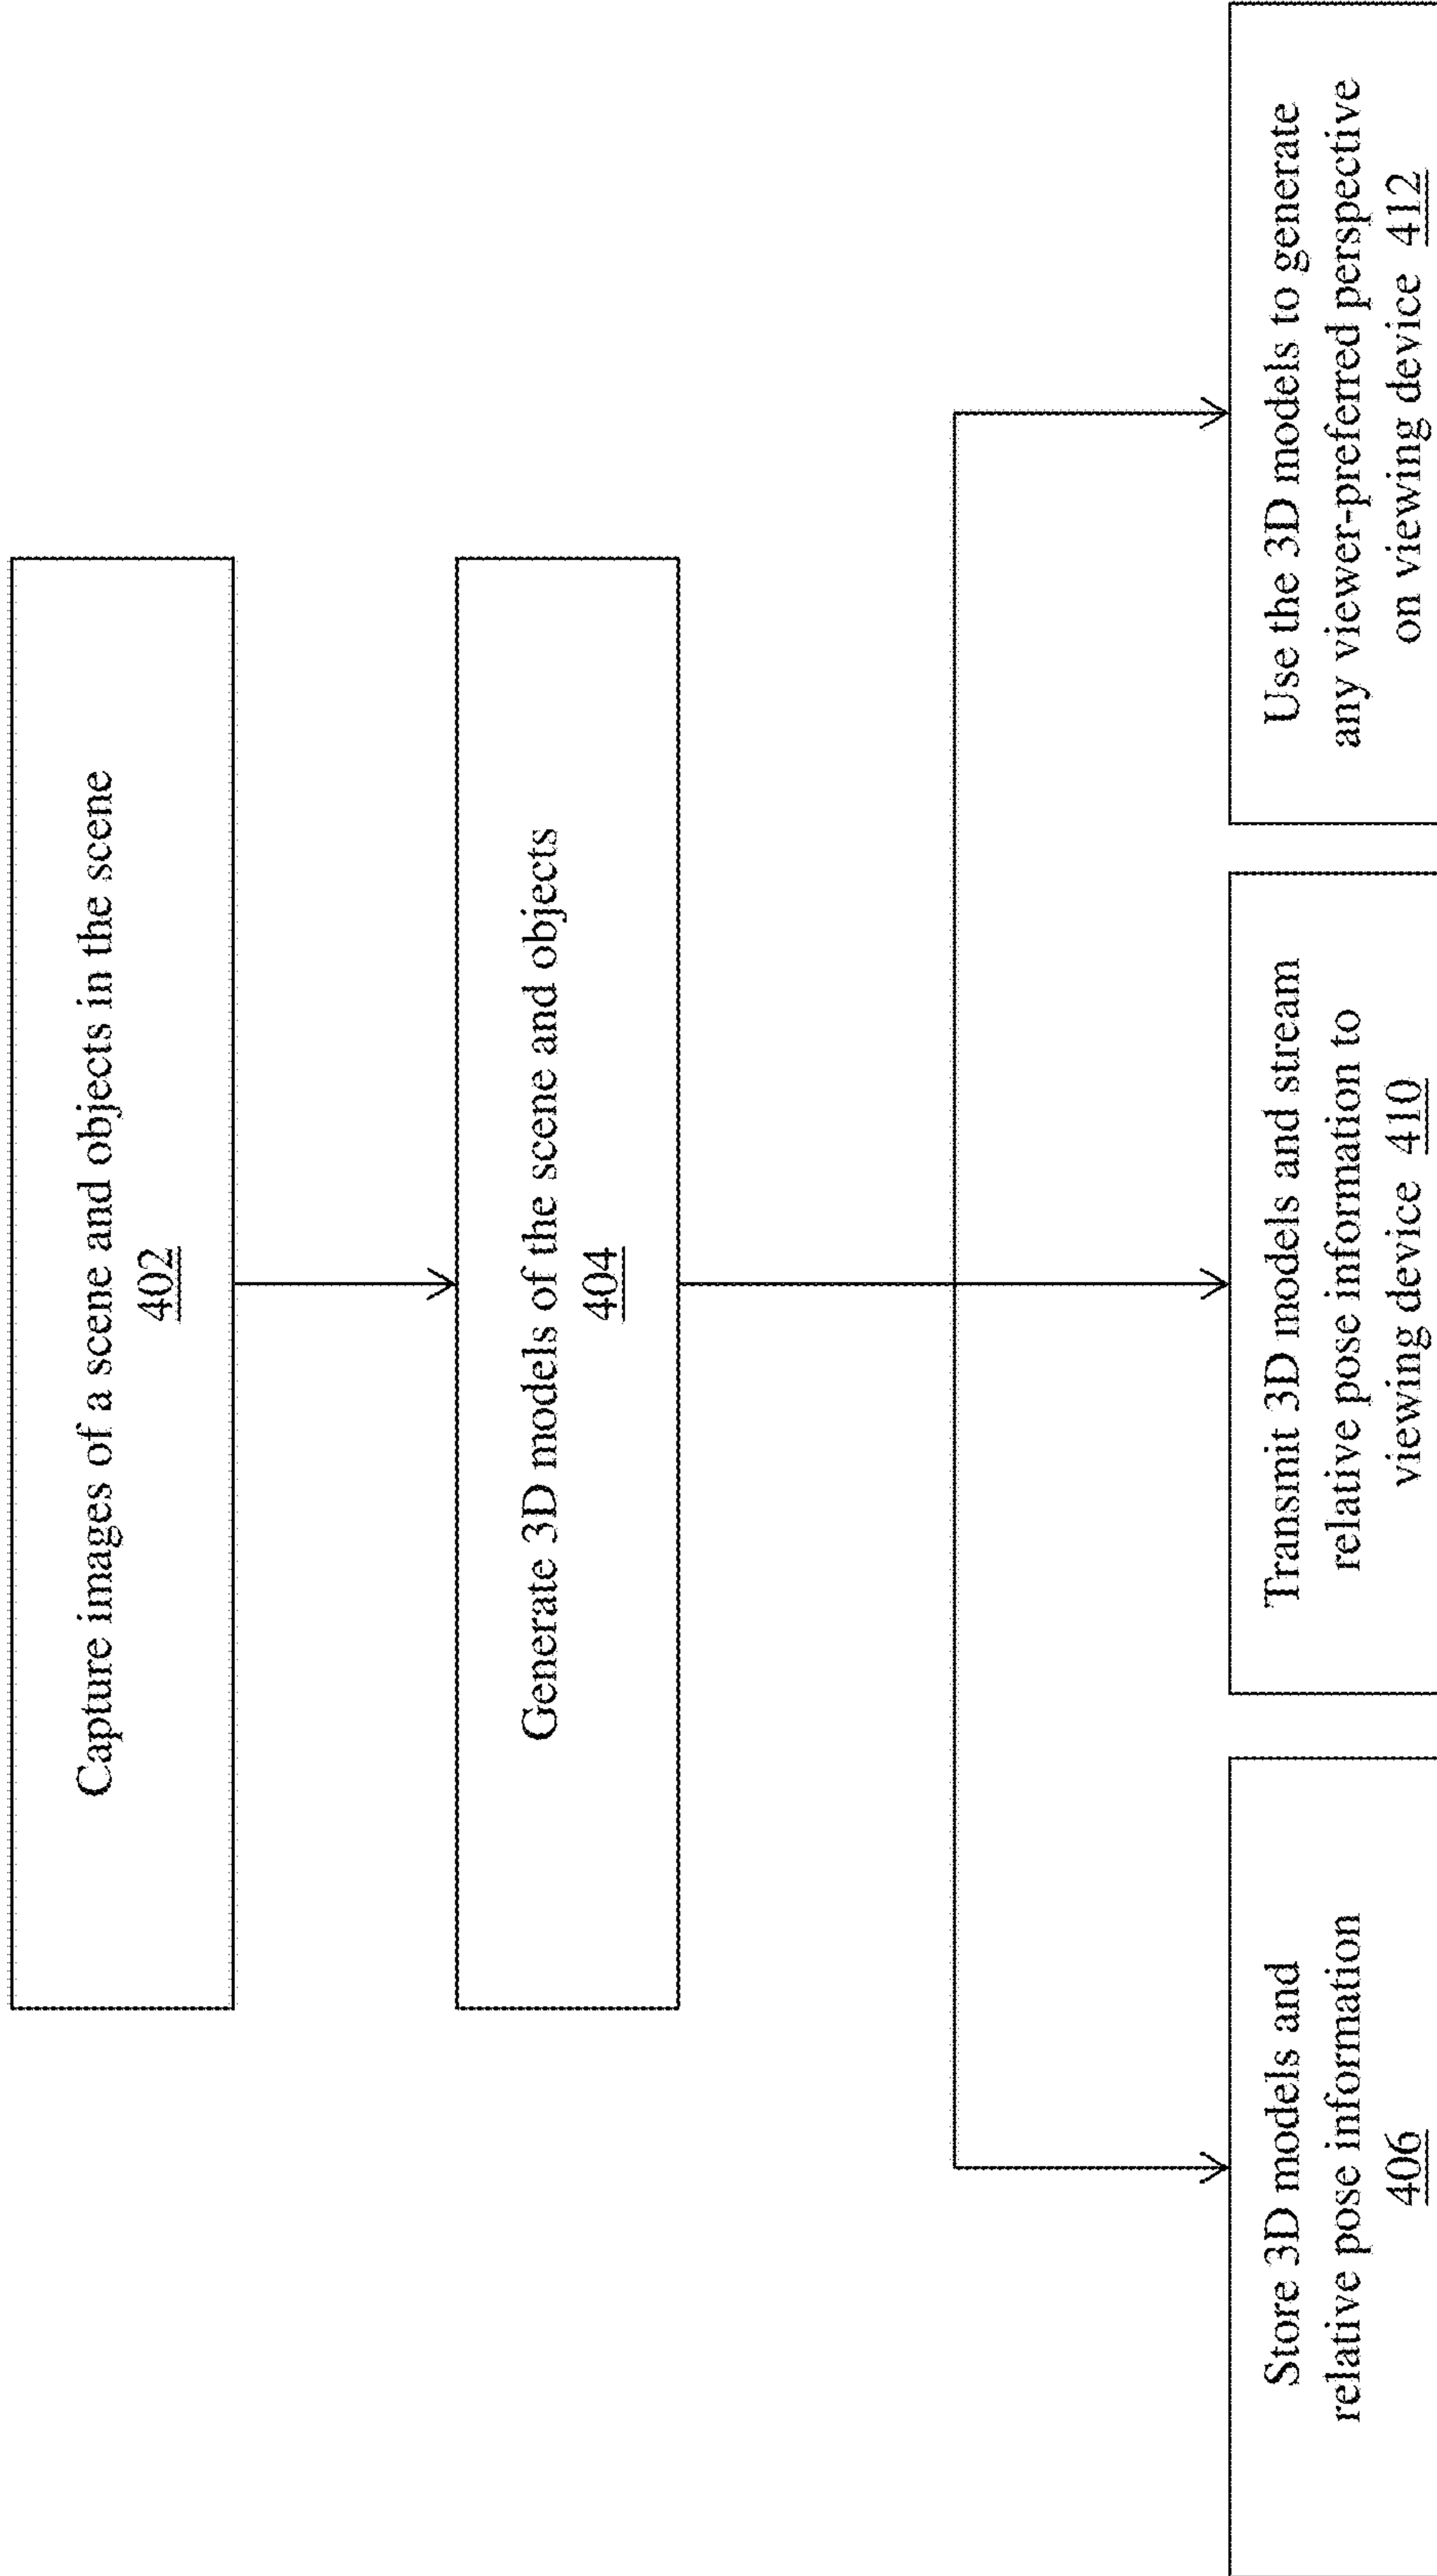 Capture images of a scene and objects in the scene
402
Generate 3D models of the scene and objects
404
Store 3D models and
relative pose information
406
Transmit 3D models and stream
relative pose information to
viewing device 410
Use the 3D models to generate
any viewer-preferred perspective
on viewing device 412